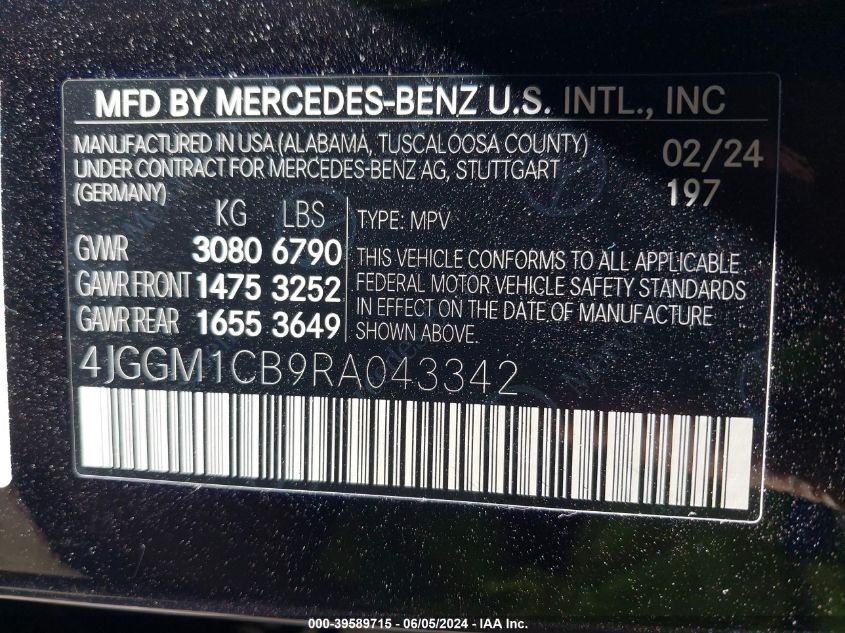 MFD BY MERCEDES-BENZ U.S. INTL., INC
MANUFACTURED IN USA (ALABAMA, TUSCALOOSA COUNTY)
UNDER CONTRACT FOR MERCEDES-BENZ AG, STUTTGART
(GERMANY)
02/24
197
KG LBS
GVWR 3080 6790
GAWR FRONT 1475 3252
GAWR REAR 1655 3649
TYPE: MPV
THIS VEHICLE CONFORMS TO ALL APPLICABLE
FEDERAL MOTOR VEHICLE SAFETY STANDARDS
IN EFFECT ON THE DATE OF MANUFACTURE
SHOWN ABOVE.
4JGGM1CB9RA043342
000-39589715 - 06/05/2024 - IAA Inc.